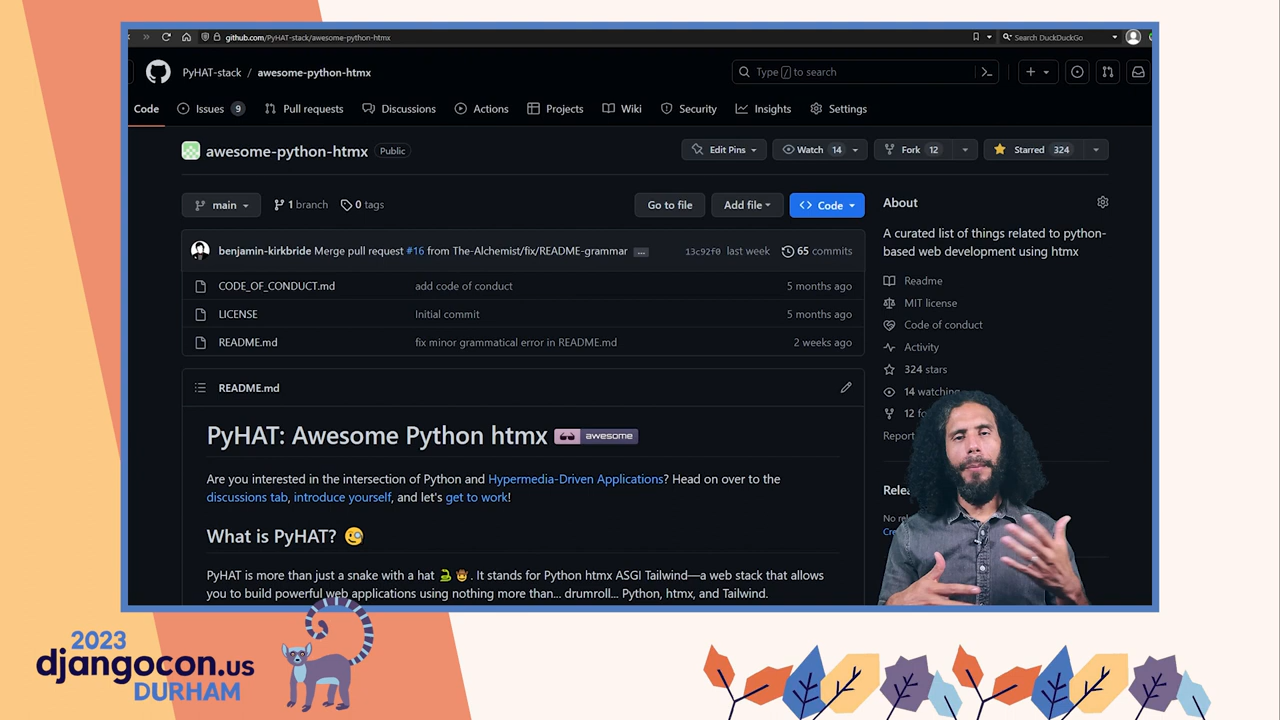 github.com/PyHAT-stack/awesome-python-htmx
Search DuckDuckGo
PyHAT-stack / awesome-python-htmx
Type / to search
Code Issues 9 Pull requests Discussions Actions Projects Wiki Security Insights Settings
awesome-python-htmx Public
Edit Pins Watch 14 Fork 12 Starred 324
main 1 branch 0 tags Go to file Add file Code
benjamin-kirkbride Merge pull request #16 from The-Alchemist/fix/README-grammar ... 13c92f0 last week 65 commits
CODE_OF_CONDUCT.md add code of conduct 5 months ago
LICENSE Initial commit 5 months ago
README.md fix minor grammatical error in README.md 2 weeks ago
README.md
PyHAT: Awesome Python htmx awesome
Are you interested in the intersection of Python and Hypermedia-Driven Applications? Head on over to the
discussions tab, introduce yourself, and let's get to work!
What is PyHAT?
PyHAT is more than just a snake with a hat. It stands for Python htmx ASGI Tailwind—a web stack that allows
you to build powerful web applications using nothing more than... drumroll... Python, htmx, and Tailwind.
About
A curated list of things related to python-
based web development using htmx
Readme
MIT license
Code of conduct
Activity
324 stars
14 watching
12
Report
2023
djangocon.us
DURHAM